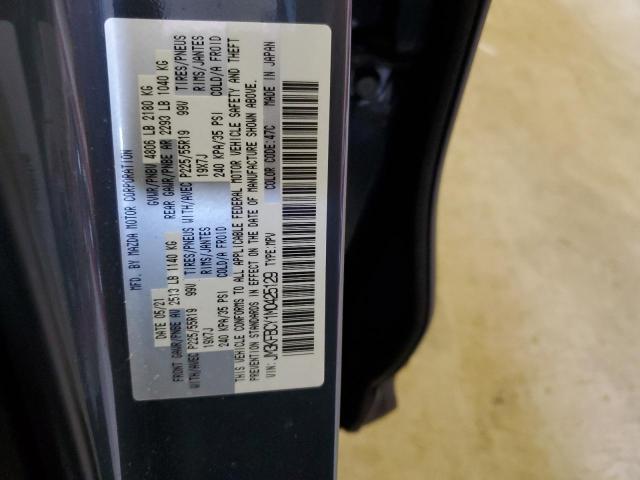 MFD. BY MAZDA MOTOR CORPORATION
DATE 05/21 GVWR/PNBV 4806 LB 2180 KG
FRONT GAWR/PNBE AV 2513 LB 1140 KG REAR GAWR/PNBE AR 2293 LB 1040 KG
WITH/AVEC P225/55R19 99V TIRES/PNEUS WITH/AVEC P225/55R19 99V TIRES/PNEUS
19X7J RIMS/JANTES 19X7J RIMS/JANTES
240 KPA/35 PSI COLD/A FROID 240 KPA/35 PSI COLD/A FROID
THIS VEHICLE CONFORMS TO ALL APPLICABLE FEDERAL MOTOR VEHICLE SAFETY AND THEFT
PREVENTION STANDARDS IN EFFECT ON THE DATE OF MANUFACTURE SHOWN ABOVE.
VIN: JM3KFBCY1M0425129 TYPE: MPV COLOR CODE: 47C MADE IN JAPAN